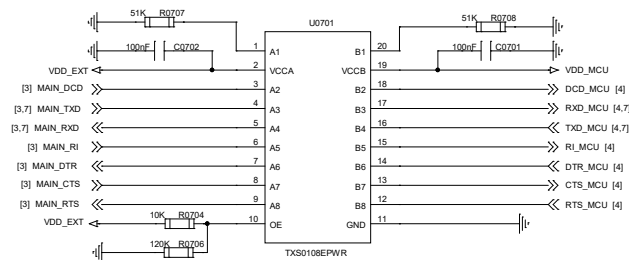 51K R0707 U0701 51K R0708
1 A1 B1 20
100nF C0702 100nF C0701
VDD_EXT 2 VCCA VCCB 19 VDD_MCU
[3] MAIN_DCD 3 A2 B2 18 DCD_MCU [4]
[3,7] MAIN_TXD 4 A3 B3 17 RXD_MCU [4,7]
[3,7] MAIN_RXD 5 A4 B4 16 TXD_MCU [4,7]
[3] MAIN_RI 6 A5 B5 15 RI_MCU [4]
[3] MAIN_DTR 7 A6 B6 14 DTR_MCU [4]
[3] MAIN_CTS 8 A7 B7 13 CTS_MCU [4]
[3] MAIN_RTS 9 A8 B8 12 RTS_MCU [4]
VDD_EXT 10K R0704 10 OE GND 11
120K R0706
TXS0108EPWR